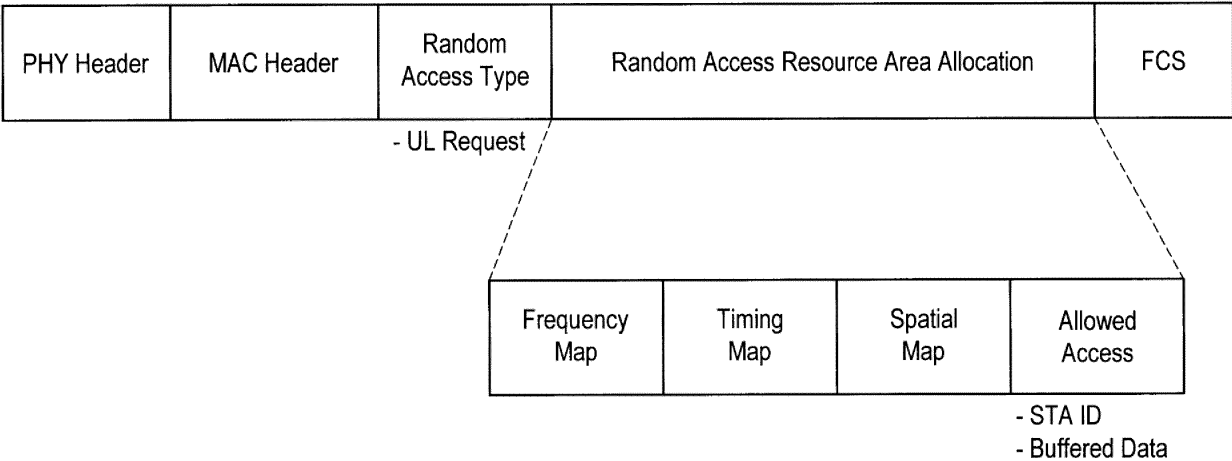 PHY Header
MAC Header
Random
Access Type
Random Access Resource Area Allocation
FCS
- UL Request
Frequency
Map
Timing
Map
Spatial
Map
Allowed
Access
- STA ID
- Buffered Data